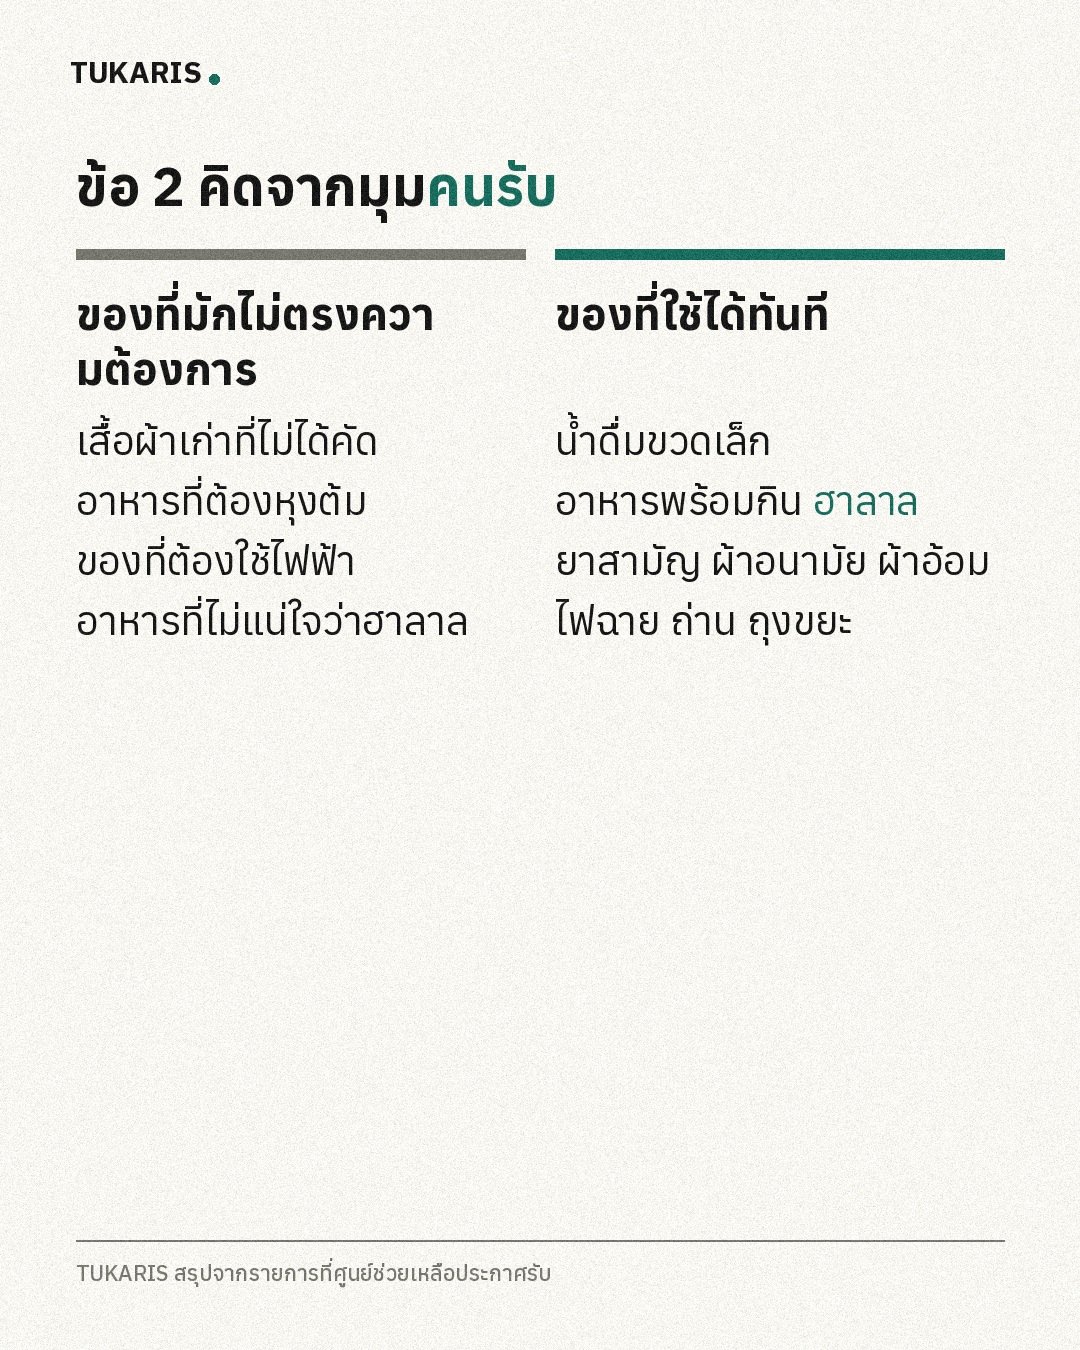 TUKARIS
ข้อ 2 คิดจากมุมคนรับ
ของที่มักไม่ตรงควา
มต้องการ
เสื้อผ้าเก่าที่ไม่ได้คัด
อาหารที่ต้องหุงต้ม
ของที่ต้องใช้ไฟฟ้า
อาหารที่ไม่แน่ใจว่าฮาลาล
ของที่ใช้ได้ทันที
น้ำดื่มขวดเล็ก
อาหารพร้อมกิน ฮาลาล
ยาสามัญ ผ้าอนามัย ผ้าอ้อม
ไฟฉาย ถ่าน ถุงขยะ
TUKARIS สรุปจากรายการที่ศูนย์ช่วยเหลือประกาศรับ